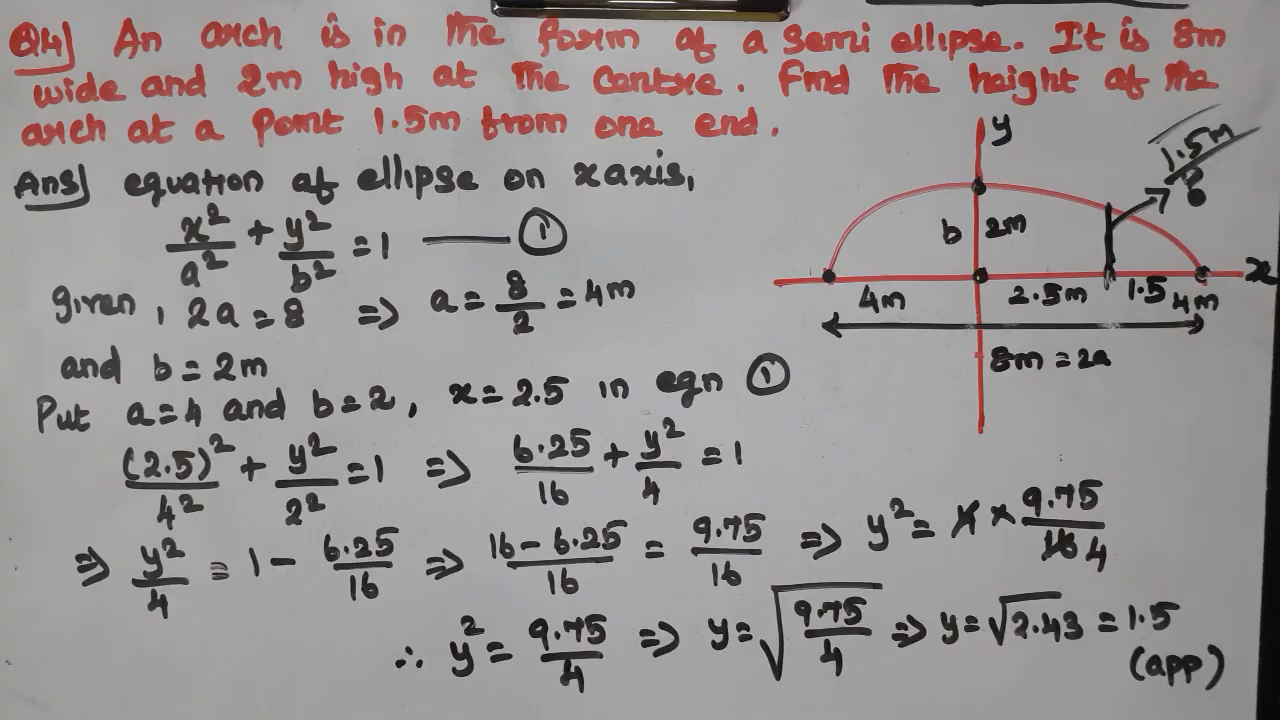 Q4) An arch is in the form of a semi ellipse. It is 8m
wide and 2m high at the centre. Find the height of the
arch at a point 1.5m from one end.
Ans) equation of ellipse on x axis,
x²/a² + y²/b² = 1 —— ①
given, 2a = 8 => a = 8/2 = 4m
and b = 2m
Put a = 4 and b = 2, x = 2.5 in eqn ①
(2.5)²/4² + y²/2² = 1 => 6.25/16 + y²/4 = 1
=> y²/4 = 1 - 6.25/16 => 16 - 6.25/16 = 9.75/16 => y² = 4 × 9.75/16 4
∴ y² = 9.75/4 => y = √9.75/4 => y = √2.43 = 1.5
(app)
y
1.5m
?
b 2m
x
4m 2.5m 1.5 4m
8m = 2a